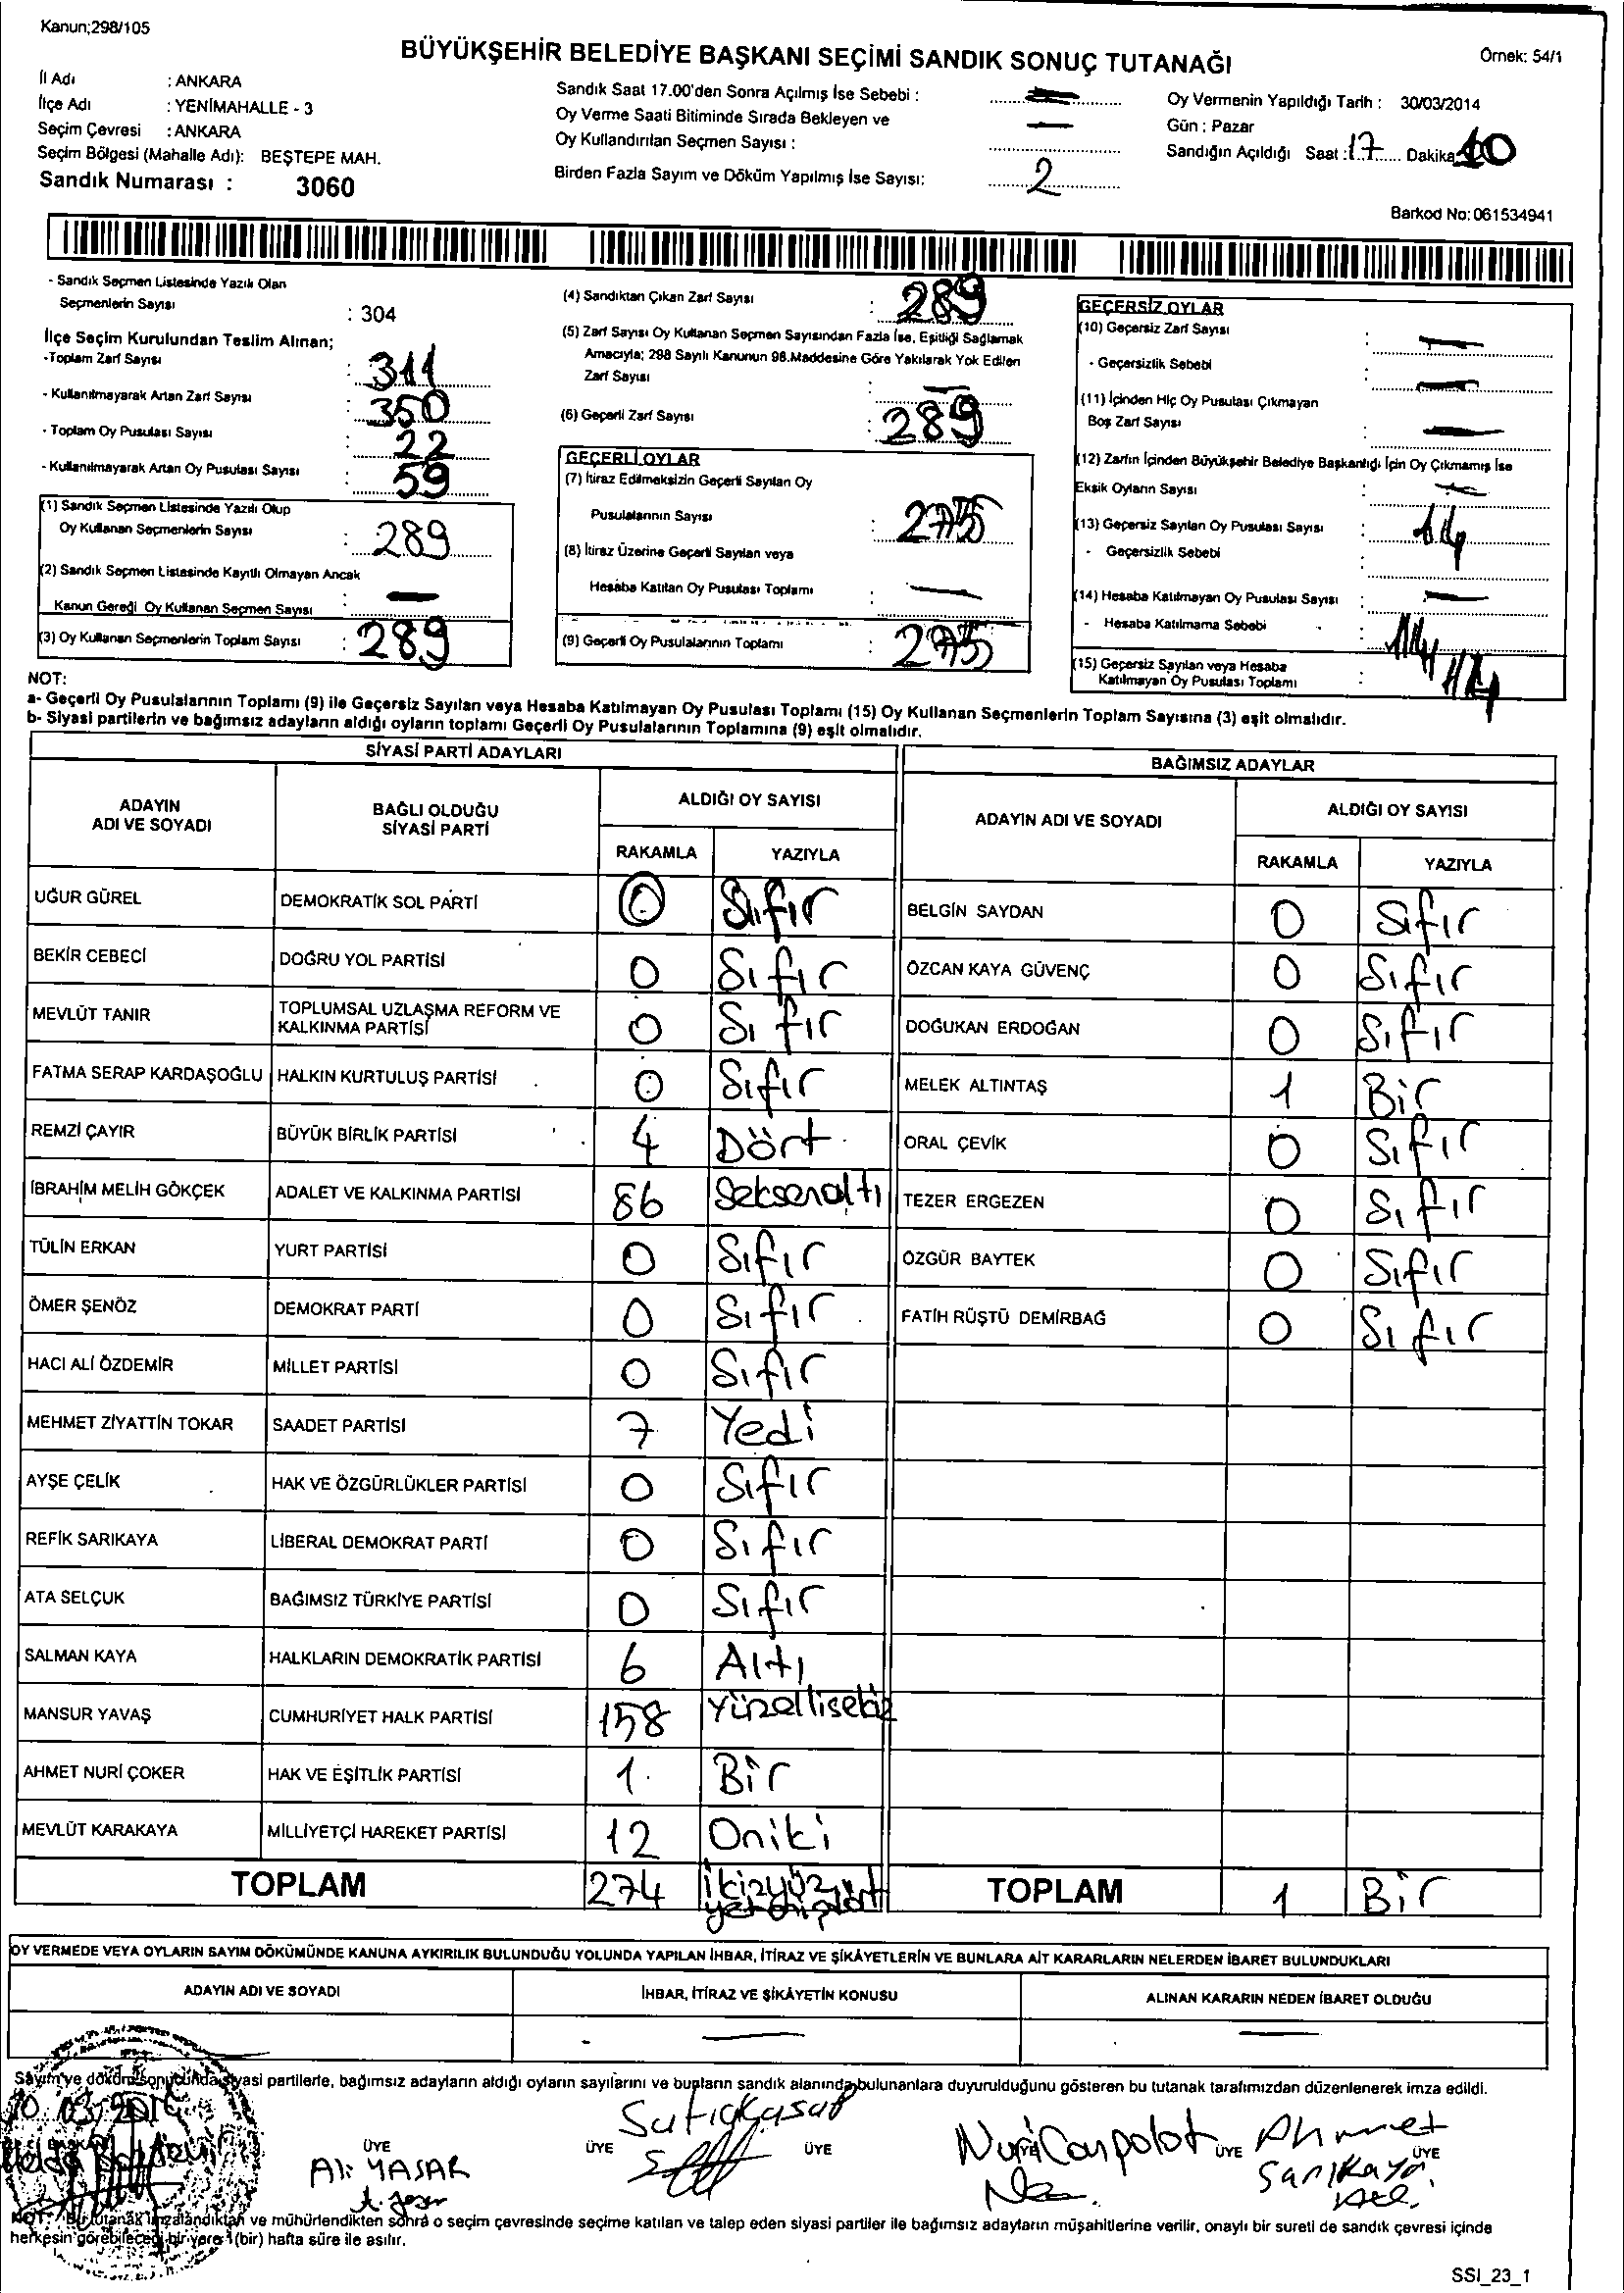 Kanun;298/105
BÜYÜKŞEHİR BELEDİYE BAŞKANI SEÇİMİ SANDIK SONUÇ TUTANAĞI
Örnek: 54/1
İl Adı : ANKARA
İlçe Adı : YENİMAHALLE - 3
Seçim Çevresi : ANKARA
Seçim Bölgesi (Mahalle Adı): BEŞTEPE MAH.
Sandık Numarası : 3060
Sandık Saat 17.00'den Sonra Açılmış İse Sebebi :
Oy Verme Saati Bitiminde Sırada Bekleyen ve
Oy Kullandırılan Seçmen Sayısı :
Birden Fazla Sayım ve Döküm Yapılmış İse Sayısı: 2
Oy Vermenin Yapıldığı Tarih : 30/03/2014
Gün : Pazar
Sandığın Açıldığı Saat : 17 Dakika 10
Barkod No: 061534941
- Sandık Seçmen Listesinde Yazılı Olan
Seçmenlerin Sayısı : 304
İlçe Seçim Kurulundan Teslim Alınan;
-Toplam Zarf Sayısı : 311
- Kullanılmayarak Artan Zarf Sayısı : 350
- Toplam Oy Pusulası Sayısı : 22
- Kullanılmayarak Artan Oy Pusulası Sayısı : 59
(1) Sandık Seçmen Listesinde Yazılı Olup
Oy Kullanan Seçmenlerin Sayısı : 289
(2) Sandık Seçmen Listesinde Kayıtlı Olmayan Ancak
Kanun Gereği Oy Kullanan Seçmen Sayısı : —
(3) Oy Kullanan Seçmenlerin Toplam Sayısı : 289
(4) Sandıktan Çıkan Zarf Sayısı : 289
(5) Zarf Sayısı Oy Kullanan Seçmen Sayısından Fazla İse, Eşitliği Sağlamak
Amacıyla; 298 Sayılı Kanunun 98.Maddesine Göre Yakılarak Yok Edilen
Zarf Sayısı : —
(6) Geçerli Zarf Sayısı : 289
GEÇERLİ OYLAR
(7) İtiraz Edilmeksizin Geçerli Sayılan Oy
Pusulalarının Sayısı : 275
(8) İtiraz Üzerine Geçerli Sayılan veya
Hesaba Katılan Oy Pusulası Toplamı : —
(9) Geçerli Oy Pusulalarının Toplamı : 275
GEÇERSİZ OYLAR
(10) Geçersiz Zarf Sayısı : —
- Geçersizlik Sebebi : —
(11) İçinden Hiç Oy Pusulası Çıkmayan
Boş Zarf Sayısı : —
(12) Zarfın İçinden Büyükşehir Belediye Başkanlığı İçin Oy Çıkmamış İse
Eksik Oyların Sayısı : —
(13) Geçersiz Sayılan Oy Pusulası Sayısı : 14
- Geçersizlik Sebebi :
(14) Hesaba Katılmayan Oy Pusulası Sayısı : —
- Hesaba Katılmama Sebebi :
(15) Geçersiz Sayılan veya Hesaba
Katılmayan Oy Pusulası Toplamı : 14
NOT:
a- Geçerli Oy Pusulalarının Toplamı (9) ile Geçersiz Sayılan veya Hesaba Katılmayan Oy Pusulası Toplamı (15) Oy Kullanan Seçmenlerin Toplam Sayısına (3) eşit olmalıdır.
b- Siyasi partilerin ve bağımsız adayların aldığı oyların toplamı Geçerli Oy Pusulalarının Toplamına (9) eşit olmalıdır.
SİYASİ PARTİ ADAYLARI
ADAYIN ADI VE SOYADI BAĞLI OLDUĞU SİYASİ PARTİ ALDIĞI OY SAYISI
RAKAMLA YAZIYLA
UĞUR GÜREL DEMOKRATİK SOL PARTİ 0 Sıfır
BEKİR CEBECİ DOĞRU YOL PARTİSİ 0 Sıfır
MEVLÜT TANIR TOPLUMSAL UZLAŞMA REFORM VE KALKINMA PARTİSİ 0 Sıfır
FATMA SERAP KARDAŞOĞLU HALKIN KURTULUŞ PARTİSİ 0 Sıfır
REMZİ ÇAYIR BÜYÜK BİRLİK PARTİSİ 4 Dört
İBRAHİM MELİH GÖKÇEK ADALET VE KALKINMA PARTİSİ 86 Seksenaltı
TÜLİN ERKAN YURT PARTİSİ 0 Sıfır
ÖMER ŞENÖZ DEMOKRAT PARTİ 0 Sıfır
HACI ALİ ÖZDEMİR MİLLET PARTİSİ 0 Sıfır
MEHMET ZİYATTİN TOKAR SAADET PARTİSİ 7 Yedi
AYŞE ÇELİK HAK VE ÖZGÜRLÜKLER PARTİSİ 0 Sıfır
REFİK SARIKAYA LİBERAL DEMOKRAT PARTİ 0 Sıfır
ATA SELÇUK BAĞIMSIZ TÜRKİYE PARTİSİ 0 Sıfır
SALMAN KAYA HALKLARIN DEMOKRATİK PARTİSİ 6 Altı
MANSUR YAVAŞ CUMHURİYET HALK PARTİSİ 158 Yüzellisekiz
AHMET NURİ ÇOKER HAK VE EŞİTLİK PARTİSİ 1 Bir
MEVLÜT KARAKAYA MİLLİYETÇİ HAREKET PARTİSİ 12 Oniki
TOPLAM 274 ikizyüz yetmişdört
BAĞIMSIZ ADAYLAR
ADAYIN ADI VE SOYADI ALDIĞI OY SAYISI
RAKAMLA YAZIYLA
BELGİN SAYDAN 0 Sıfır
ÖZCAN KAYA GÜVENÇ 0 Sıfır
DOĞUKAN ERDOĞAN 0 Sıfır
MELEK ALTINTAŞ 1 Bir
ORAL ÇEVİK 0 Sıfır
TEZER ERGEZEN 0 Sıfır
ÖZGÜR BAYTEK 0 Sıfır
FATİH RÜŞTÜ DEMİRBAĞ 0 Sıfır
TOPLAM 1 Bir
OY VERMEDE VEYA OYLARIN SAYIM DÖKÜMÜNDE KANUNA AYKIRILIK BULUNDUĞU YOLUNDA YAPILAN İHBAR, İTİRAZ VE ŞİKÂYETLERİN VE BUNLARA AİT KARARLARIN NELERDEN İBARET BULUNDUKLARI
ADAYIN ADI VE SOYADI İHBAR, İTİRAZ VE ŞİKÂYETİN KONUSU ALINAN KARARIN NEDEN İBARET OLDUĞU
Sayım ve döküm sonucunda siyasi partilerle, bağımsız adayların aldığı oyların sayılarını ve bunların sandık alanında bulunanlara duyurulduğunu gösteren bu tutanak tarafımızdan düzenlenerek imza edildi.
BAŞKAN ÜYE ÜYE ÜYE ÜYE ÜYE
Ali YAŞAR
Nuri Canpolat
Ahmet Sarıkaya
NOT: Bu tutanak imzalandıktan ve mühürlendikten sonra o seçim çevresinde seçime katılan ve talep eden siyasi partiler ile bağımsız adayların müşahitlerine verilir, onaylı bir sureti de sandık çevresi içinde
herkesin görebileceği bir yere 1 (bir) hafta süre ile asılır.
SSI_23_1